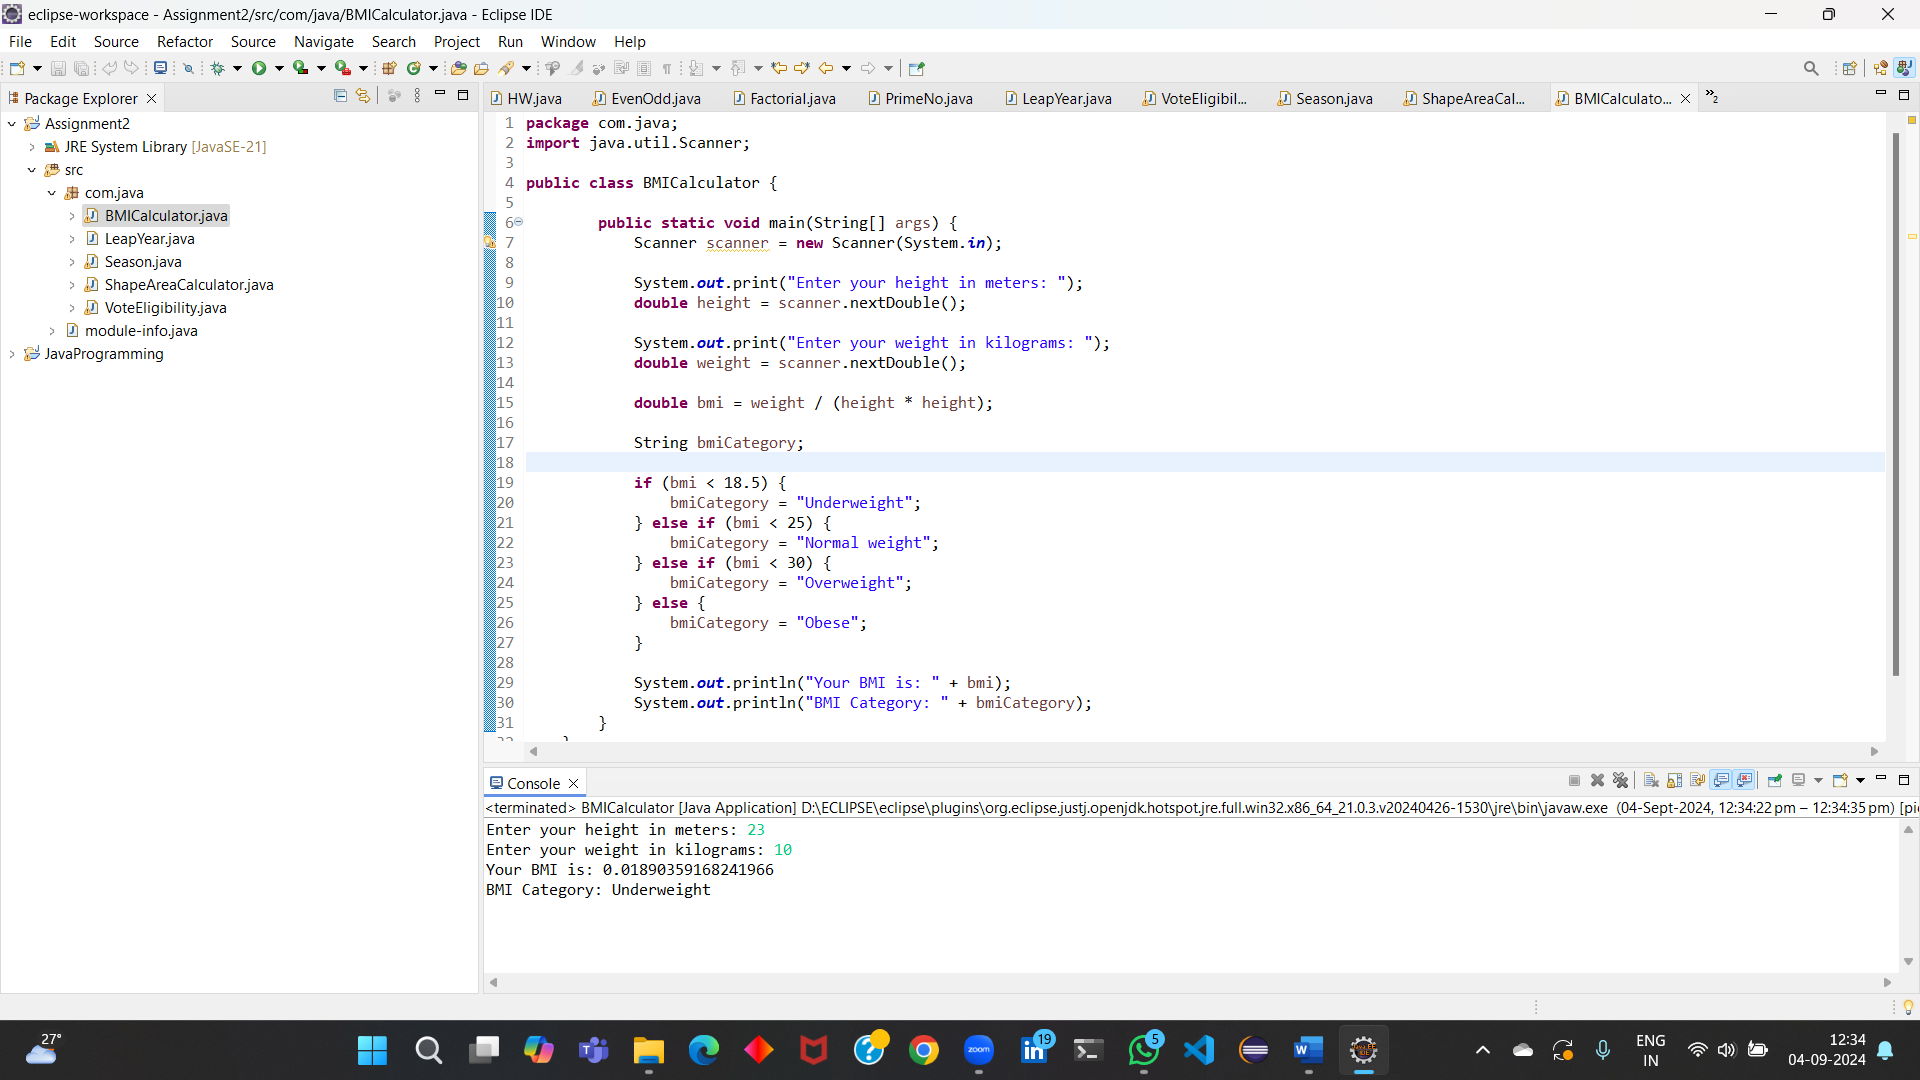 eclipse-workspace - Assignment2/src/com/java/BMICalculator.java - Eclipse IDE
File Edit Source Refactor Source Navigate Search Project Run Window Help
Package Explorer
Assignment2
JRE System Library [JavaSE-21]
src
com.java
BMICalculator.java
LeapYear.java
Season.java
ShapeAreaCalculator.java
VoteEligibility.java
module-info.java
JavaProgramming
HW.java EvenOdd.java Factorial.java PrimeNo.java LeapYear.java VoteEligibil... Season.java ShapeAreaCal... BMICalculato... »2
1 package com.java;
2 import java.util.Scanner;
3
4 public class BMICalculator {
5
6 public static void main(String[] args) {
7 Scanner scanner = new Scanner(System.in);
8
9 System.out.print("Enter your height in meters: ");
10 double height = scanner.nextDouble();
11
12 System.out.print("Enter your weight in kilograms: ");
13 double weight = scanner.nextDouble();
14
15 double bmi = weight / (height * height);
16
17 String bmiCategory;
18
19 if (bmi < 18.5) {
20 bmiCategory = "Underweight";
21 } else if (bmi < 25) {
22 bmiCategory = "Normal weight";
23 } else if (bmi < 30) {
24 bmiCategory = "Overweight";
25 } else {
26 bmiCategory = "Obese";
27 }
28
29 System.out.println("Your BMI is: " + bmi);
30 System.out.println("BMI Category: " + bmiCategory);
31 }
Console
<terminated> BMICalculator [Java Application] D:\ECLIPSE\eclipse\plugins\org.eclipse.justj.openjdk.hotspot.jre.full.win32.x86_64_21.0.3.v20240426-1530\jre\bin\javaw.exe (04-Sept-2024, 12:34:22 pm – 12:34:35 pm) [pi
Enter your height in meters: 23
Enter your weight in kilograms: 10
Your BMI is: 0.01890359168241966
BMI Category: Underweight
27°
zoom
19
5
ENG
IN
12:34
04-09-2024